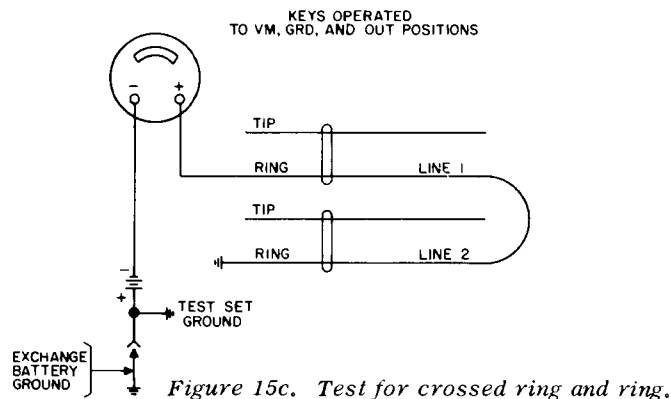 KEYS OPERATED
TO VM, GRD, AND OUT POSITIONS
- +
TIP
RING LINE 1
TIP
RING LINE 2
-
+
TEST SET
GROUND
EXCHANGE
BATTERY
GROUND
Figure 15c. Test for crossed ring and ring,